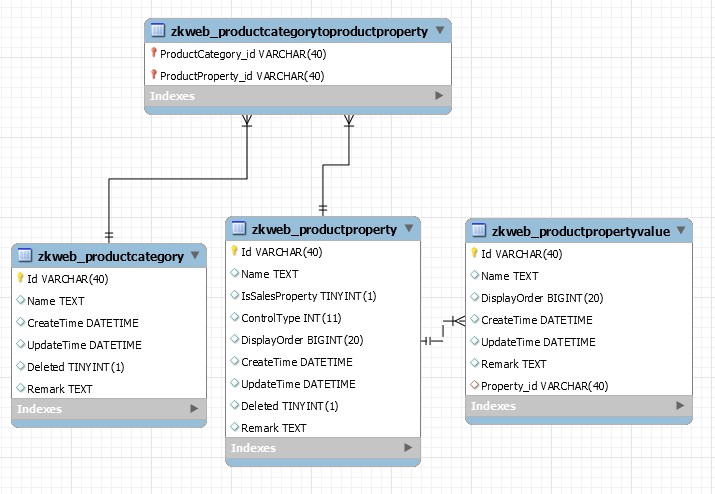 zkweb_productcategorytoproductproperty
ProductCategory_id VARCHAR(40)
ProductProperty_id VARCHAR(40)
Indexes
zkweb_productcategory
Id VARCHAR(40)
Name TEXT
CreateTime DATETIME
UpdateTime DATETIME
Deleted TINYINT(1)
Remark TEXT
Indexes
zkweb_productproperty
Id VARCHAR(40)
Name TEXT
IsSalesProperty TINYINT(1)
ControlType INT(11)
DisplayOrder BIGINT(20)
CreateTime DATETIME
UpdateTime DATETIME
Deleted TINYINT(1)
Remark TEXT
Indexes
zkweb_productpropertyvalue
Id VARCHAR(40)
Name TEXT
DisplayOrder BIGINT(20)
CreateTime DATETIME
UpdateTime DATETIME
Remark TEXT
Property_id VARCHAR(40)
Indexes